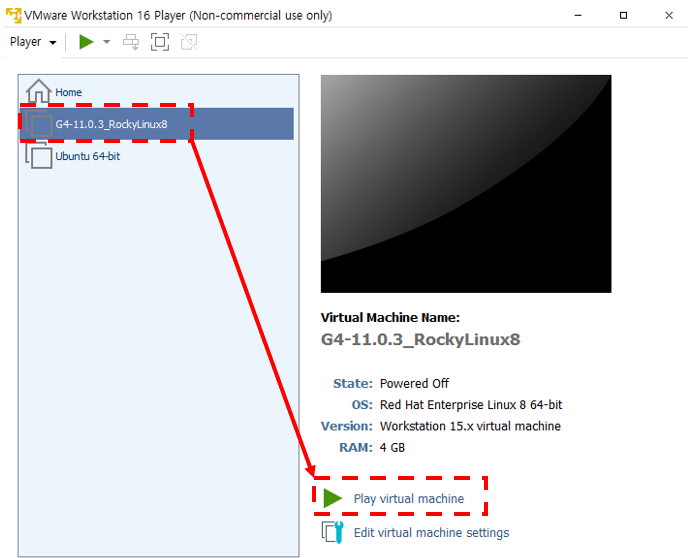 VMware Workstation 16 Player (Non-commercial use only)
Player
Home
G4-11.0.3_RockyLinux8
Ubuntu 64-bit
Virtual Machine Name:
G4-11.0.3_RockyLinux8
State: Powered Off
OS: Red Hat Enterprise Linux 8 64-bit
Version: Workstation 15.x virtual machine
RAM: 4 GB
Play virtual machine
Edit virtual machine settings